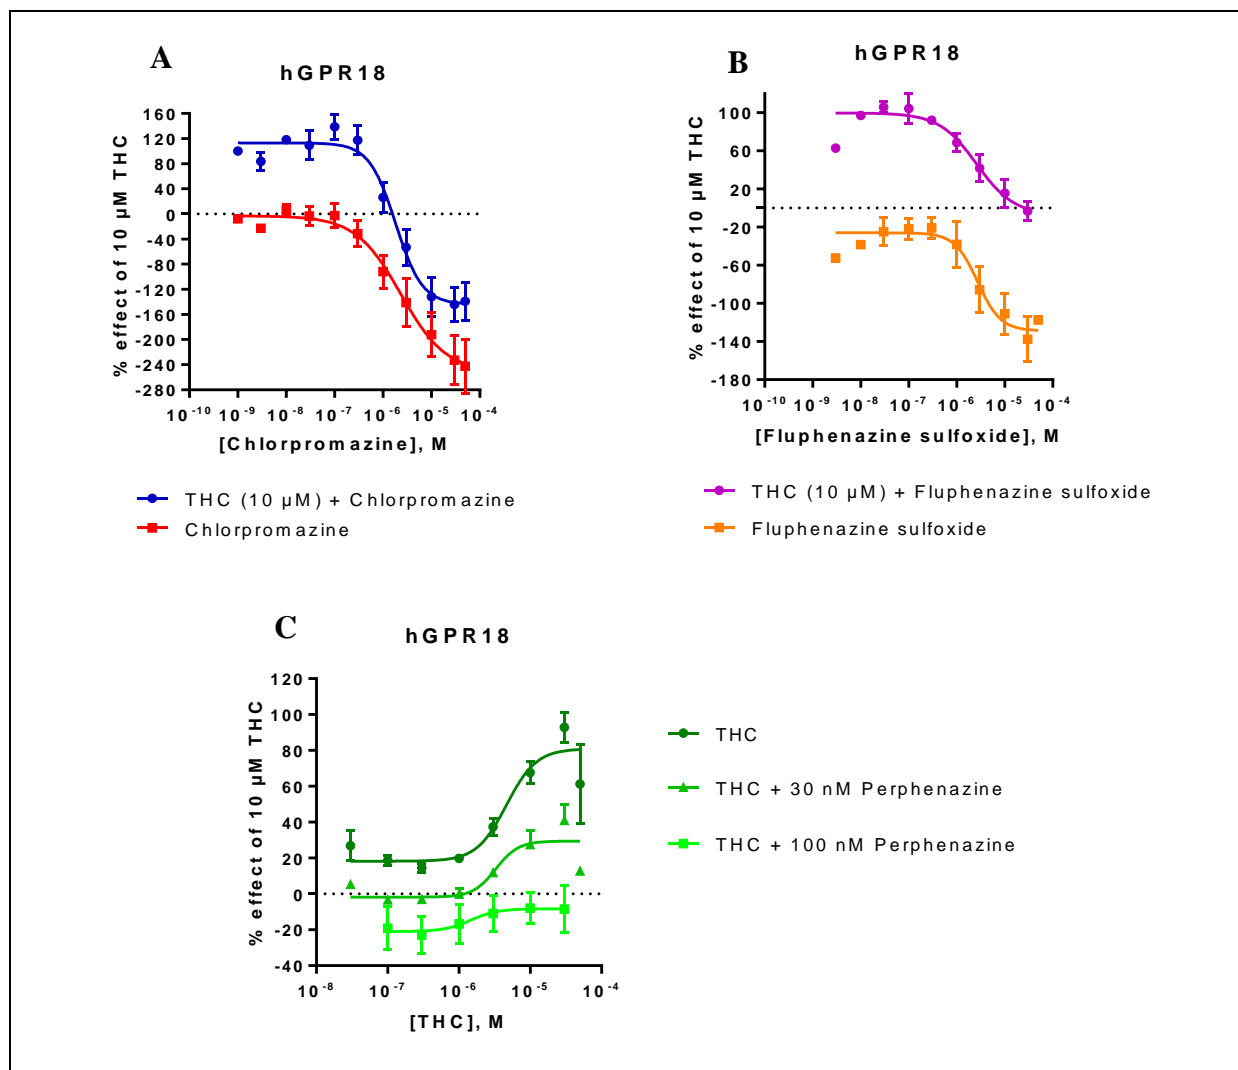 A
hGPR18
% effect of 10 µM THC
160
120
80
40
0
-40
-80
-120
-160
-200
-240
-280
10-10 10-9 10-8 10-7 10-6 10-5 10-4
[Chlorpromazine], M
THC (10 µM) + Chlorpromazine
Chlorpromazine
B
hGPR18
% effect of 10 µM THC
100
60
20
-20
-60
-100
-140
-180
10-10 10-9 10-8 10-7 10-6 10-5 10-4
[Fluphenazine sulfoxide], M
THC (10 µM) + Fluphenazine sulfoxide
Fluphenazine sulfoxide
C
hGPR18
% effect of 10 µM THC
120
100
80
60
40
20
0
-20
-40
10-8 10-7 10-6 10-5 10-4
[THC], M
THC
THC + 30 nM Perphenazine
THC + 100 nM Perphenazine